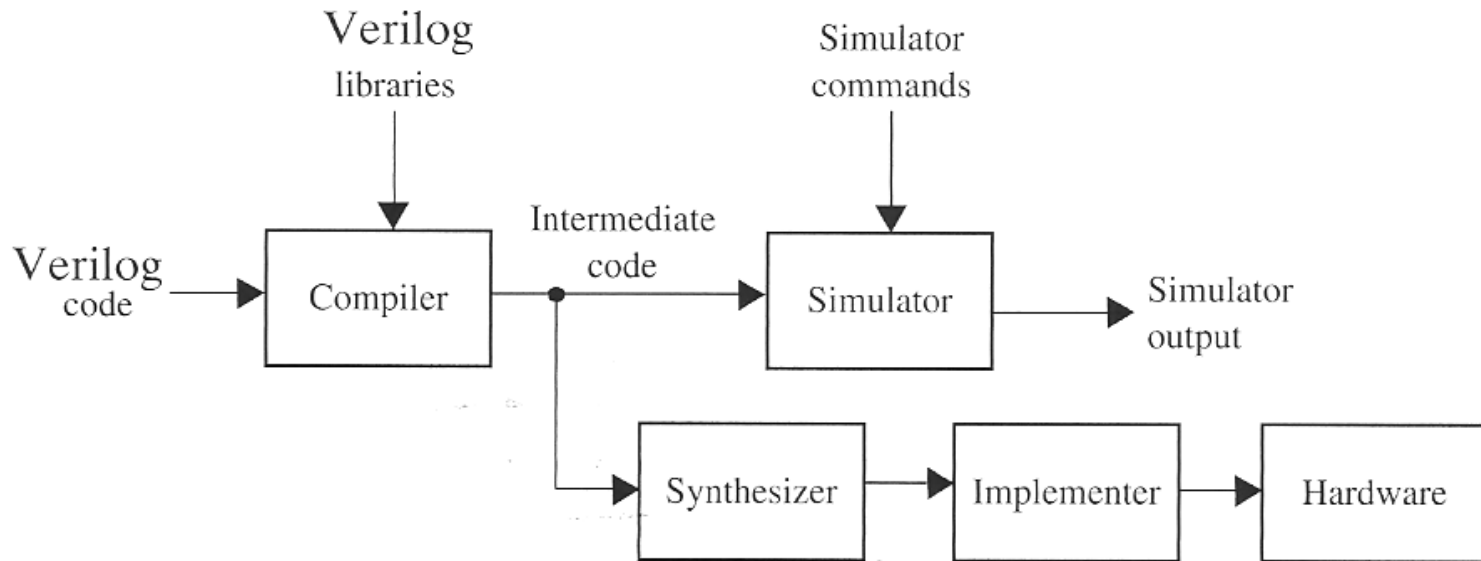 Verilog
libraries
Simulator
commands
Verilog
code
Compiler
Intermediate
code
Simulator
Simulator
output
Synthesizer
Implementer
Hardware